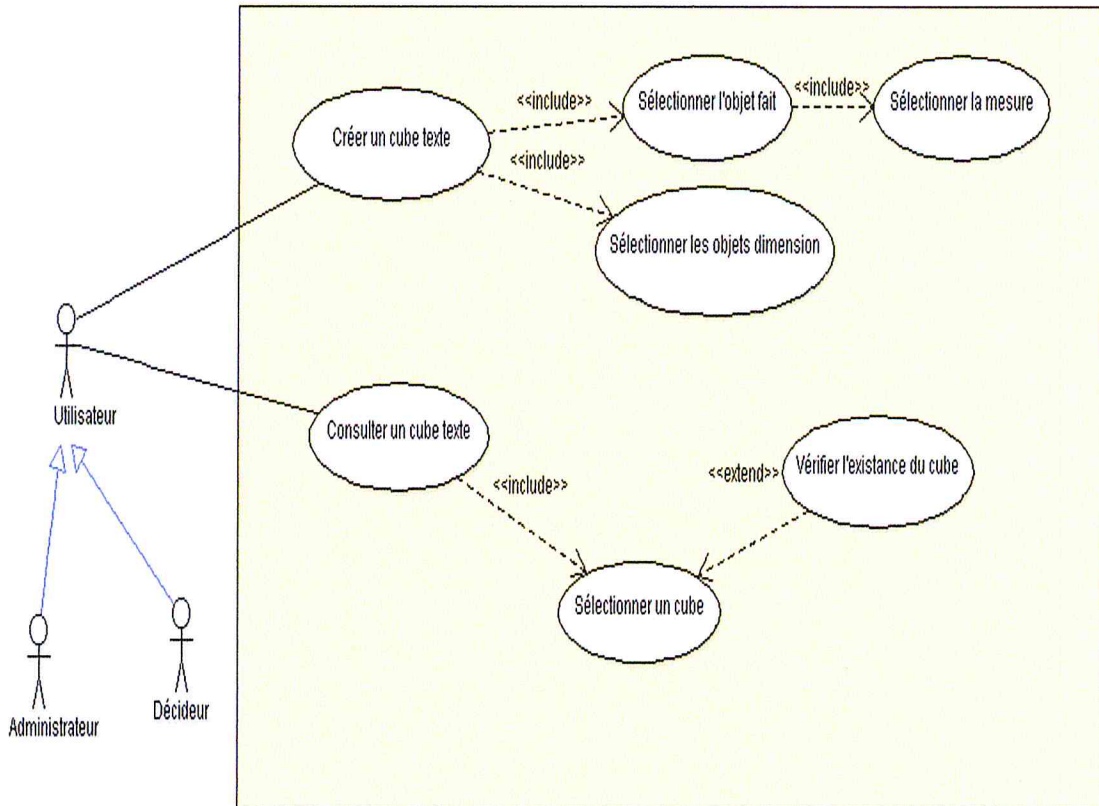 <<include>>
Sélectionner l'objet fait
<<include>>
Sélectionner la mesure
Créer un cube texte
<<include>>
Sélectionner les objets dimension
Utilisateur
Consulter un cube texte
<<include>>
<<extend>>
Vérifier l'existance du cube
Sélectionner un cube
Administrateur
Décideur